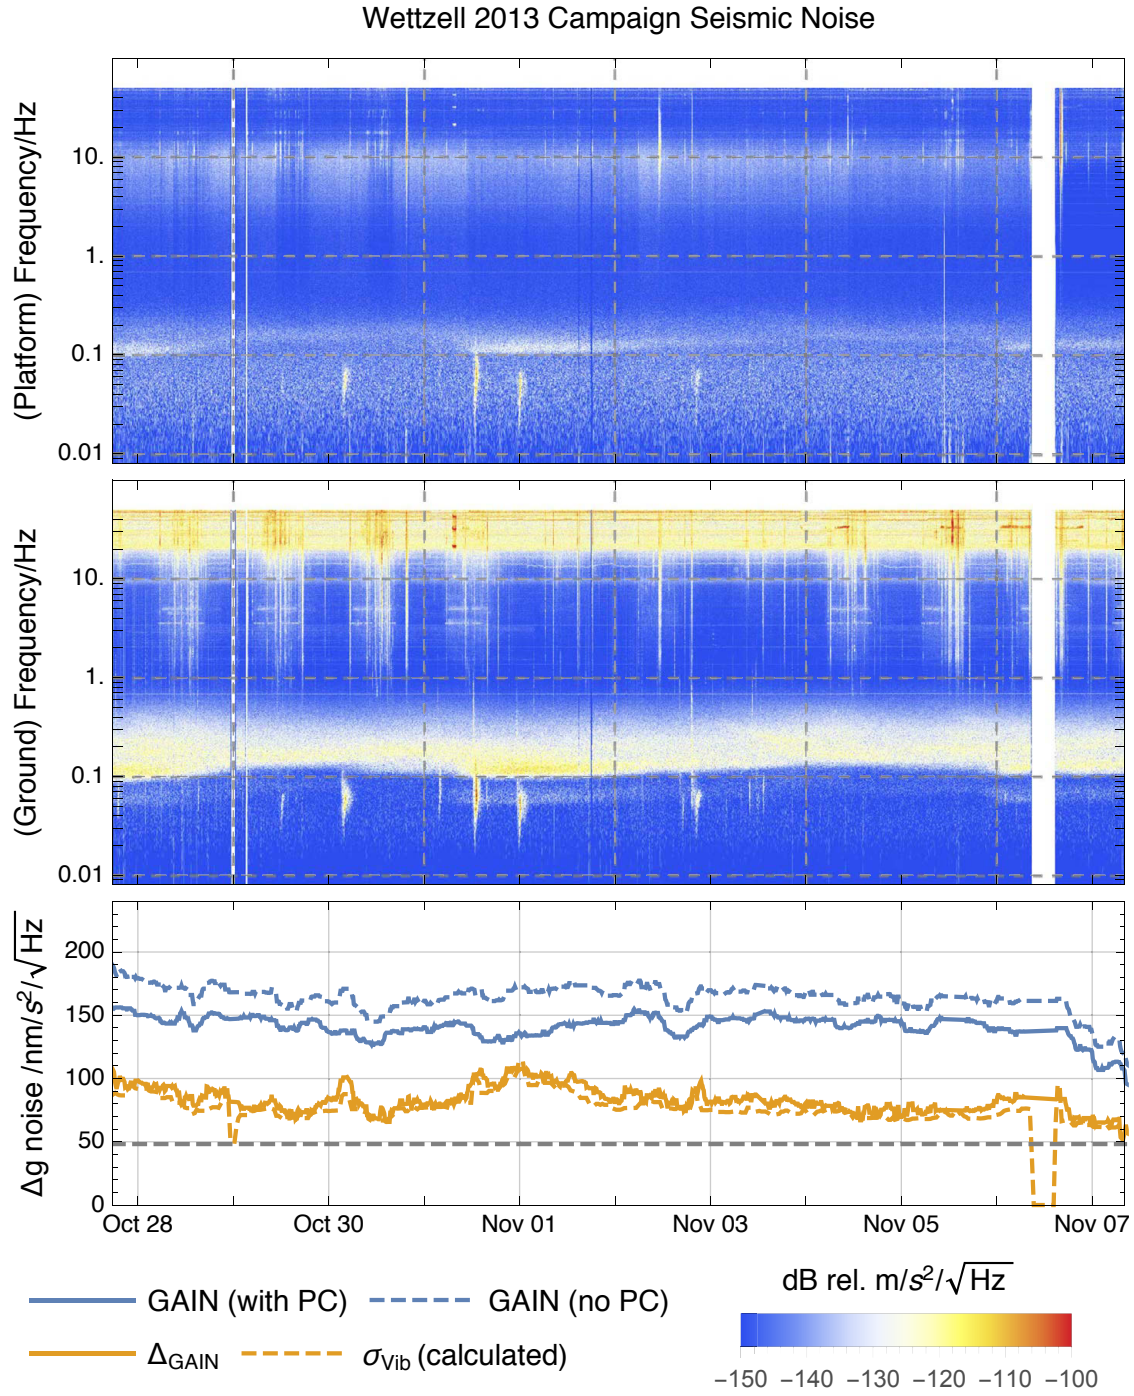 Wettzell 2013 Campaign Seismic Noise
(Platform) Frequency/Hz
10.
1.
0.1
0.01
(Ground) Frequency/Hz
10.
1.
0.1
0.01
Δg noise /nm/s²/√Hz
200
150
100
50
0
Oct 28 Oct 30 Nov 01 Nov 03 Nov 05 Nov 07
GAIN (with PC) GAIN (no PC)
Δ_GAIN σ_Vib (calculated)
dB rel. m/s²/√Hz
−150 −140 −130 −120 −110 −100